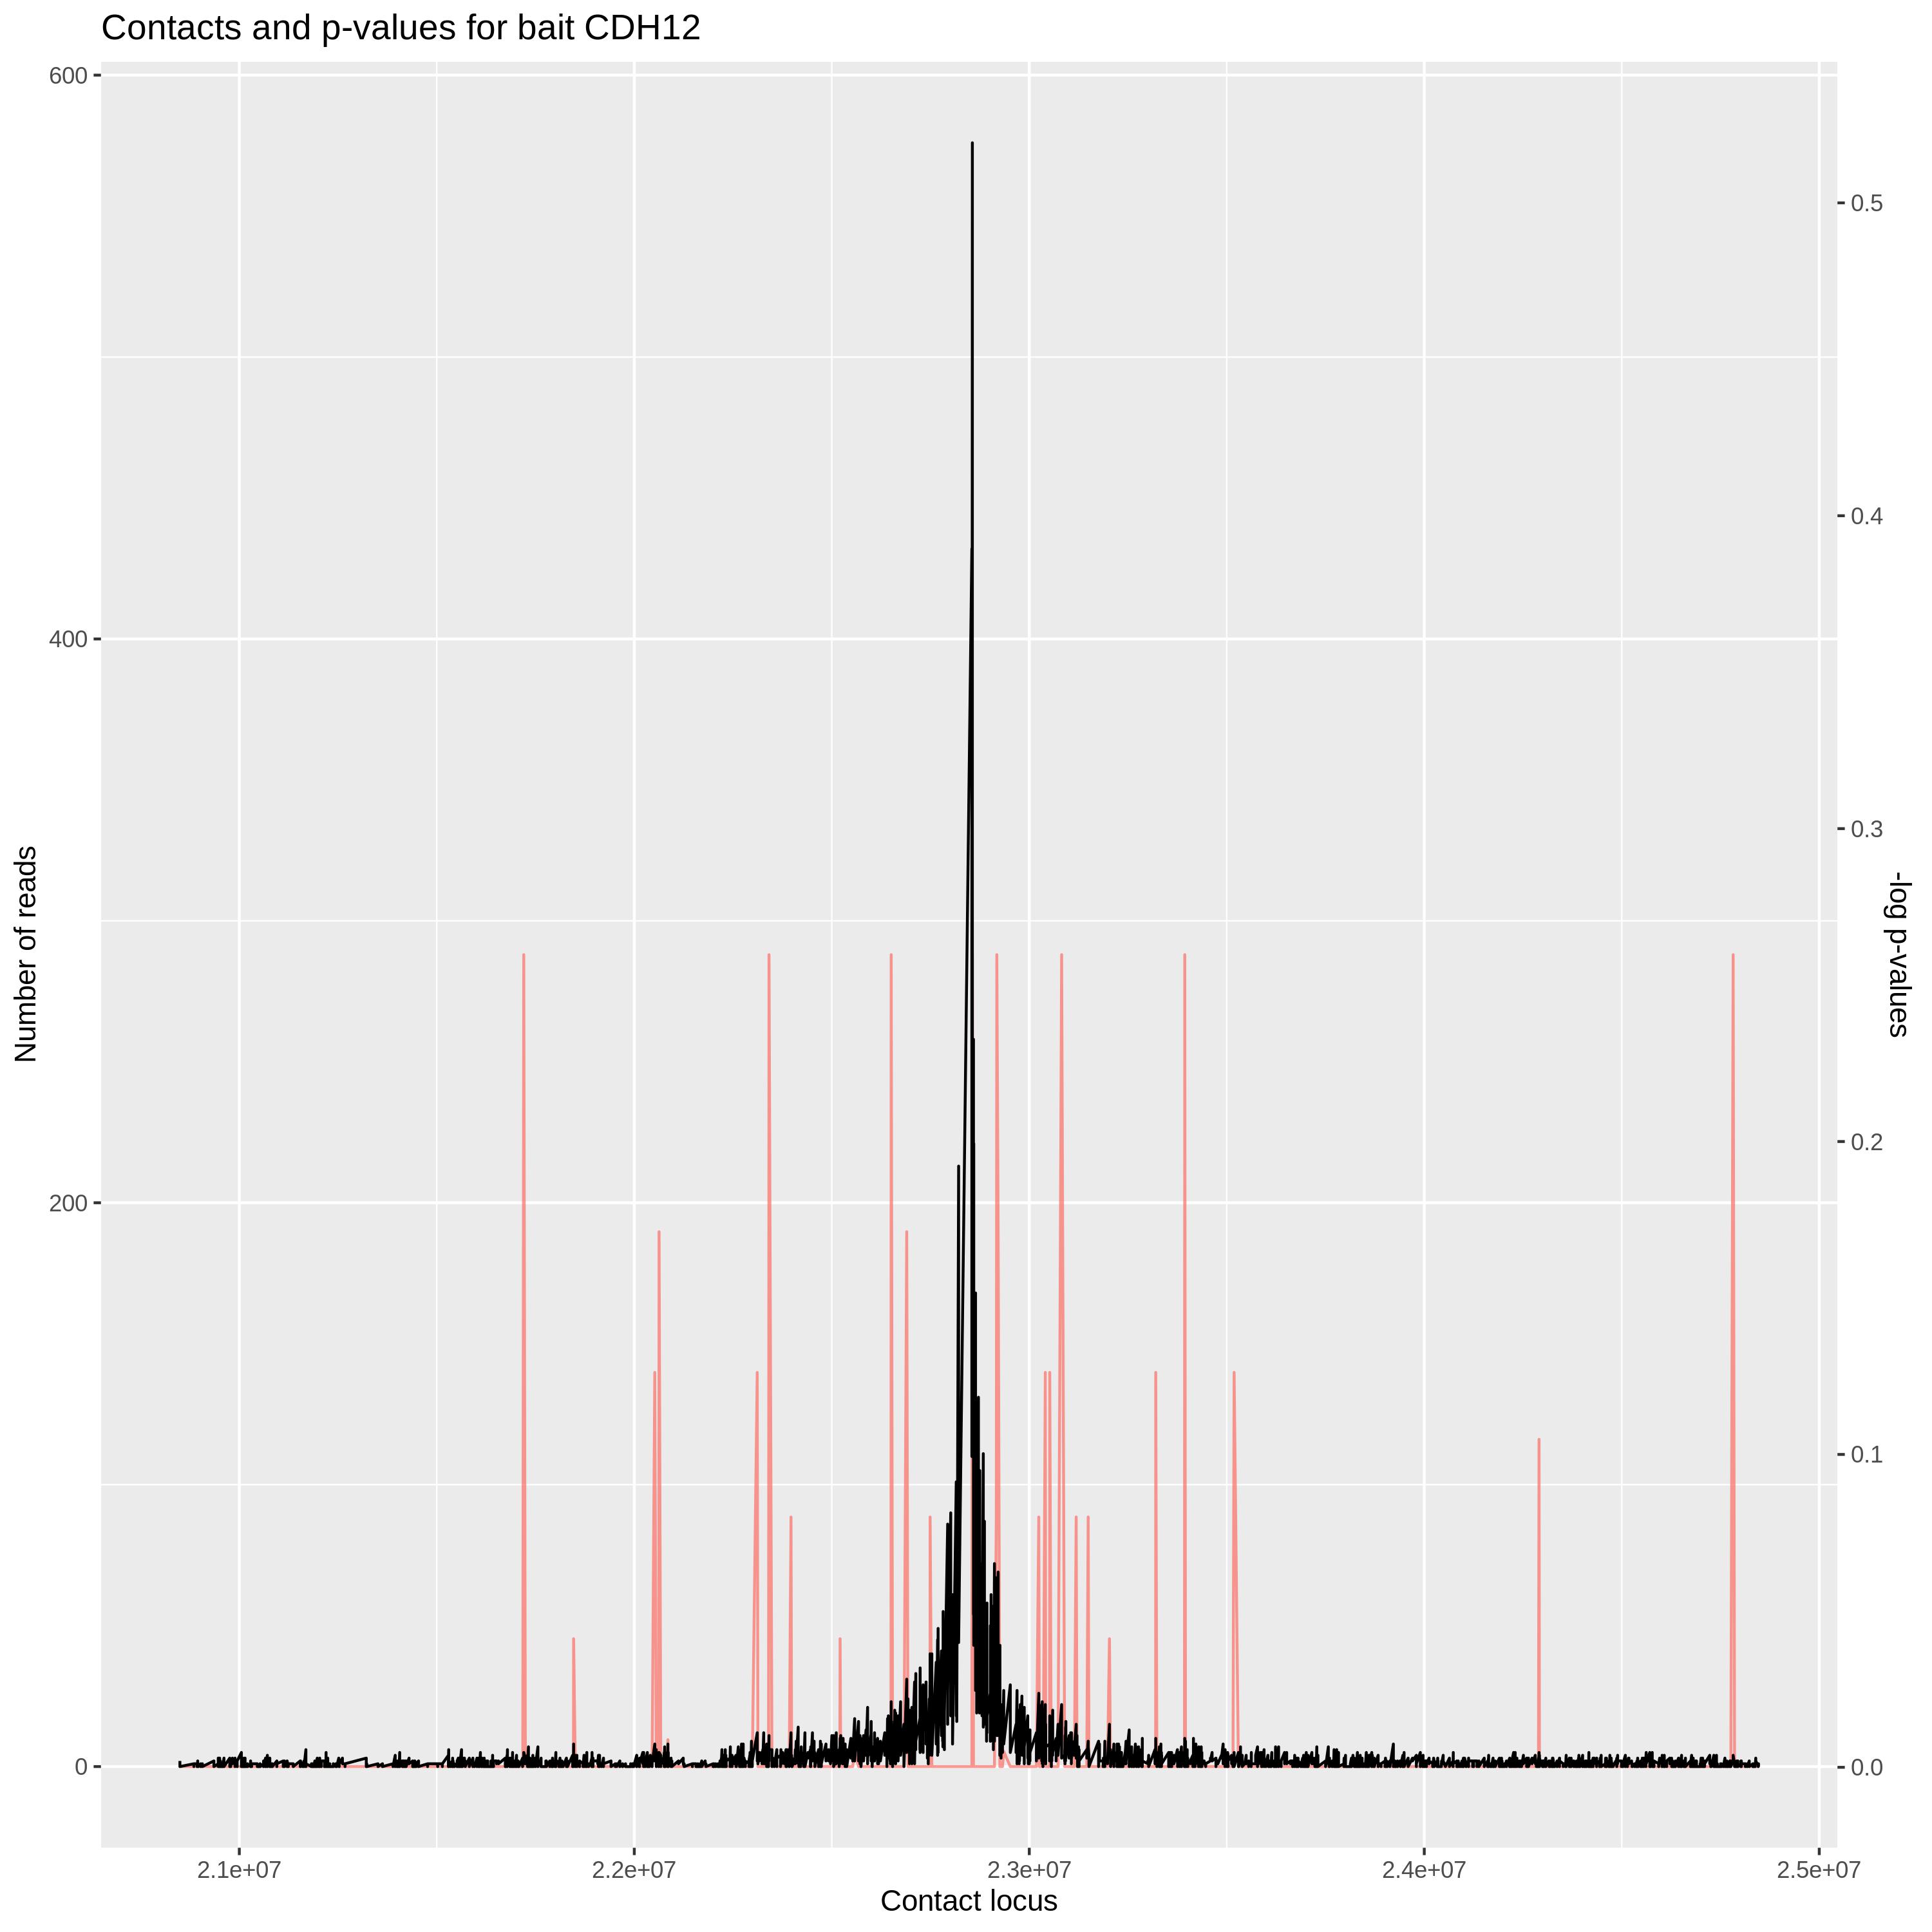 Contacts and p-values for bait CDH12
600
400
200
0
Number of reads
0.5
0.4
0.3
0.2
0.1
0.0
-log p-values
2.1e+07
2.2e+07
2.3e+07
2.4e+07
2.5e+07
Contact locus